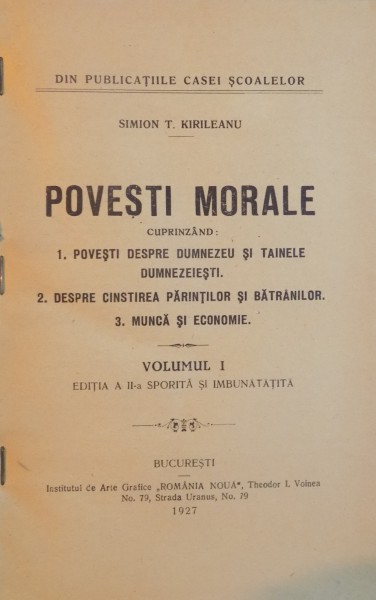 DIN PUBLICAȚIILE CASEI ȘCOALELOR
SIMION T. KIRILEANU
POVEȘTI MORALE
CUPRINZÂND:
1. POVEȘTI DESPRE DUMNEZEU ȘI TAINELE
DUMNEZEIEȘTI.
2. DESPRE CINSTIREA PĂRINȚILOR ȘI BĂTRÂNILOR.
3. MUNCĂ ȘI ECONOMIE.
VOLUMUL I
EDIȚIA A II-a SPORITĂ ȘI IMBUNATAȚITĂ
BUCUREȘTI
Institutul de Arte Grafice „ROMÂNIA NOUĂ“, Theodor I. Voinea
No. 79, Strada Uranus, No. 79
1927